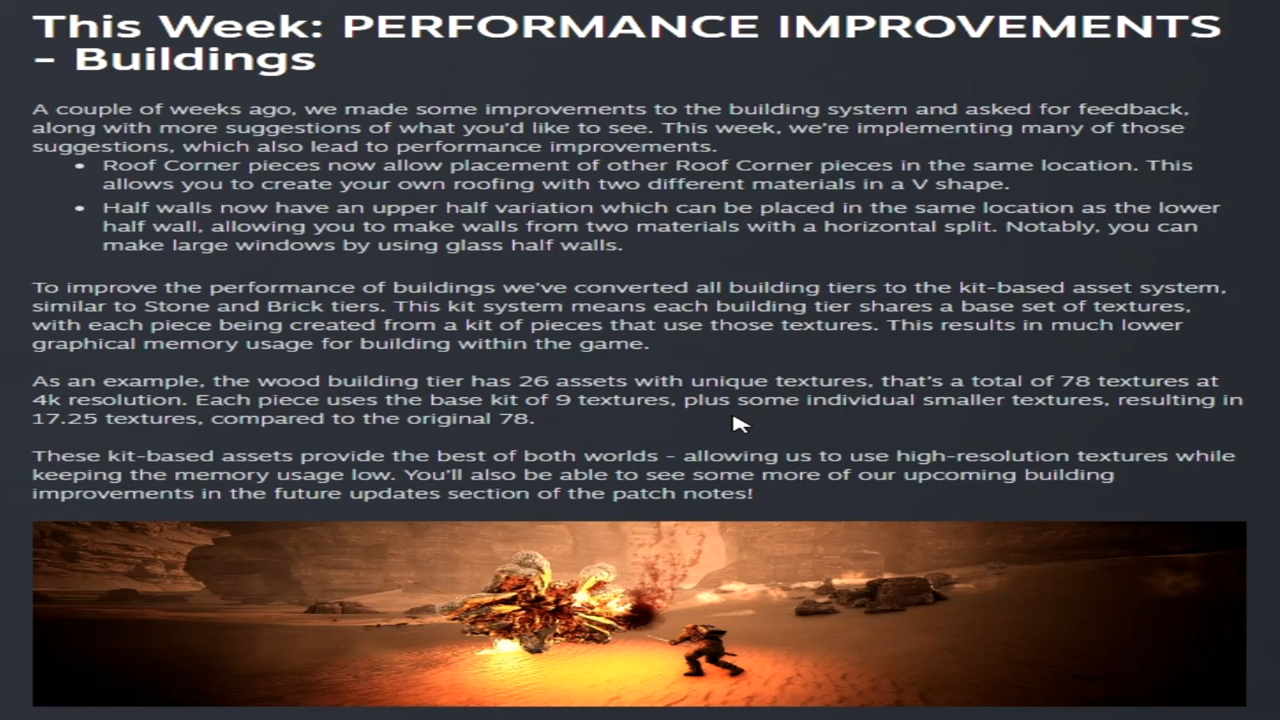 This Week: PERFORMANCE IMPROVEMENTS
– Buildings
A couple of weeks ago, we made some improvements to the building system and asked for feedback,
along with more suggestions of what you'd like to see. This week, we're implementing many of those
suggestions, which also lead to performance improvements.
• Roof Corner pieces now allow placement of other Roof Corner pieces in the same location. This
allows you to create your own roofing with two different materials in a V shape.
• Half walls now have an upper half variation which can be placed in the same location as the lower
half wall, allowing you to make walls from two materials with a horizontal split. Notably, you can
make large windows by using glass half walls.
To improve the performance of buildings we've converted all building tiers to the kit-based asset system,
similar to Stone and Brick tiers. This kit system means each building tier shares a base set of textures,
with each piece being created from a kit of pieces that use those textures. This results in much lower
graphical memory usage for building within the game.
As an example, the wood building tier has 26 assets with unique textures, that's a total of 78 textures at
4k resolution. Each piece uses the base kit of 9 textures, plus some individual smaller textures, resulting in
17.25 textures, compared to the original 78.
These kit-based assets provide the best of both worlds – allowing us to use high-resolution textures while
keeping the memory usage low. You'll also be able to see some more of our upcoming building
improvements in the future updates section of the patch notes!